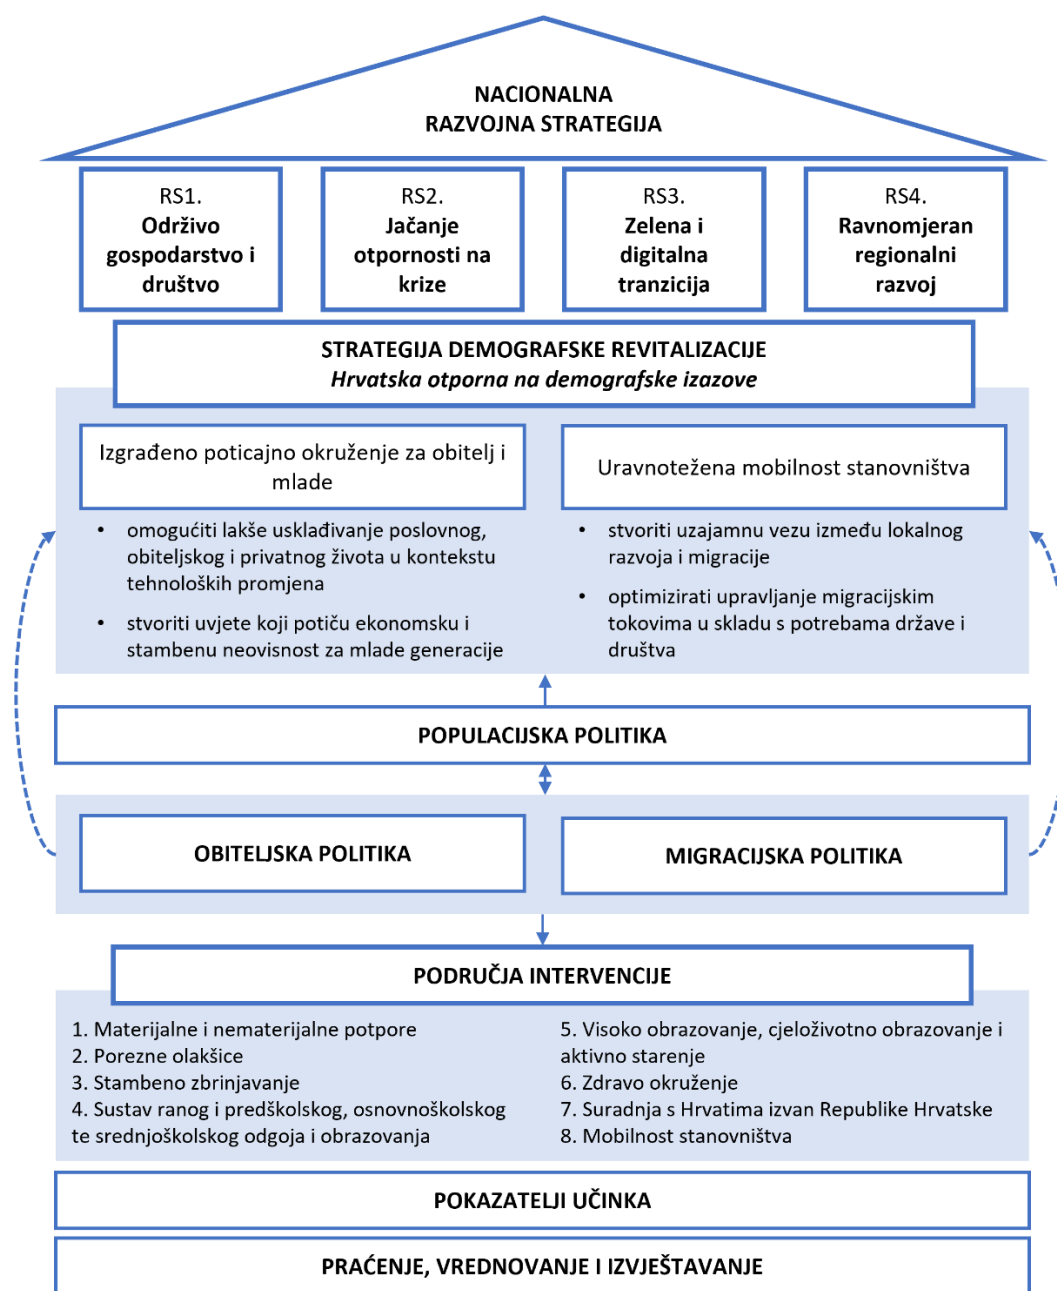 NACIONALNA
RAZVOJNA STRATEGIJA
RS1.
Održivo
gospodarstvo i
društvo
RS2.
Jačanje
otpornosti na
krize
RS3.
Zelena i
digitalna
tranzicija
RS4.
Ravnomjeran
regionalni
razvoj
STRATEGIJA DEMOGRAFSKE REVITALIZACIJE
Hrvatska otporna na demografske izazove
Izgrađeno poticajno okruženje za obitelj i
mlade
• omogućiti lakše usklađivanje poslovnog,
obiteljskog i privatnog života u kontekstu
tehnoloških promjena
• stvoriti uvjete koji potiču ekonomsku i
stambenu neovisnost za mlade generacije
Uravnotežena mobilnost stanovništva
• stvoriti uzajamnu vezu između lokalnog
razvoja i migracije
• optimizirati upravljanje migracijskim
tokovima u skladu s potrebama države i
društva
POPULACIJSKA POLITIKA
OBITELJSKA POLITIKA
MIGRACIJSKA POLITIKA
PODRUČJA INTERVENCIJE
1. Materijalne i nematerijalne potpore
2. Porezne olakšice
3. Stambeno zbrinjavanje
4. Sustav ranog i predškolskog, osnovnoškolskog
te srednjoškolskog odgoja i obrazovanja
5. Visoko obrazovanje, cjeloživotno obrazovanje i
aktivno starenje
6. Zdravo okruženje
7. Suradnja s Hrvatima izvan Republike Hrvatske
8. Mobilnost stanovništva
POKAZATELJI UČINKA
PRAĆENJE, VREDNOVANJE I IZVJEŠTAVANJE